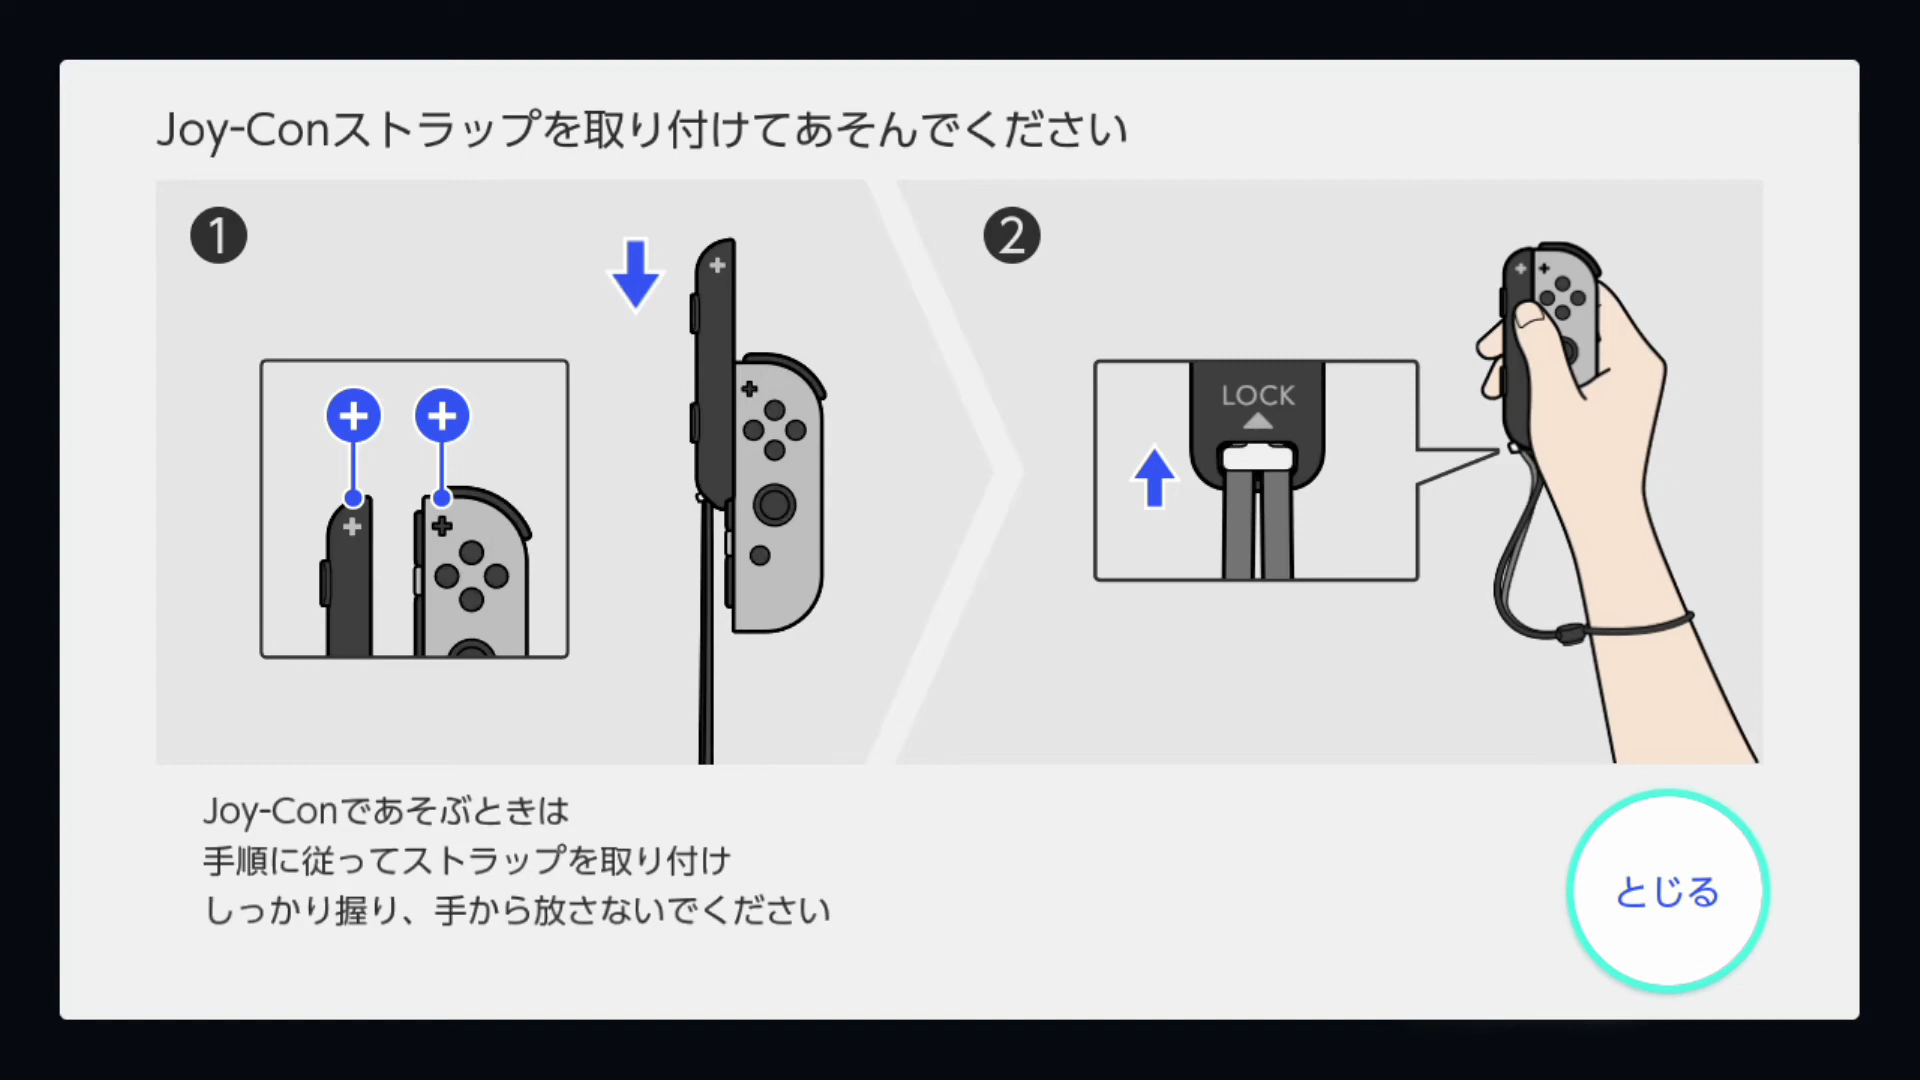 Joy-Conストラップを取り付けてあそんでください
1
2
LOCK
Joy-Conであそぶときは
手順に従ってストラップを取り付け
しっかり握り、手から放さないでください
とじる